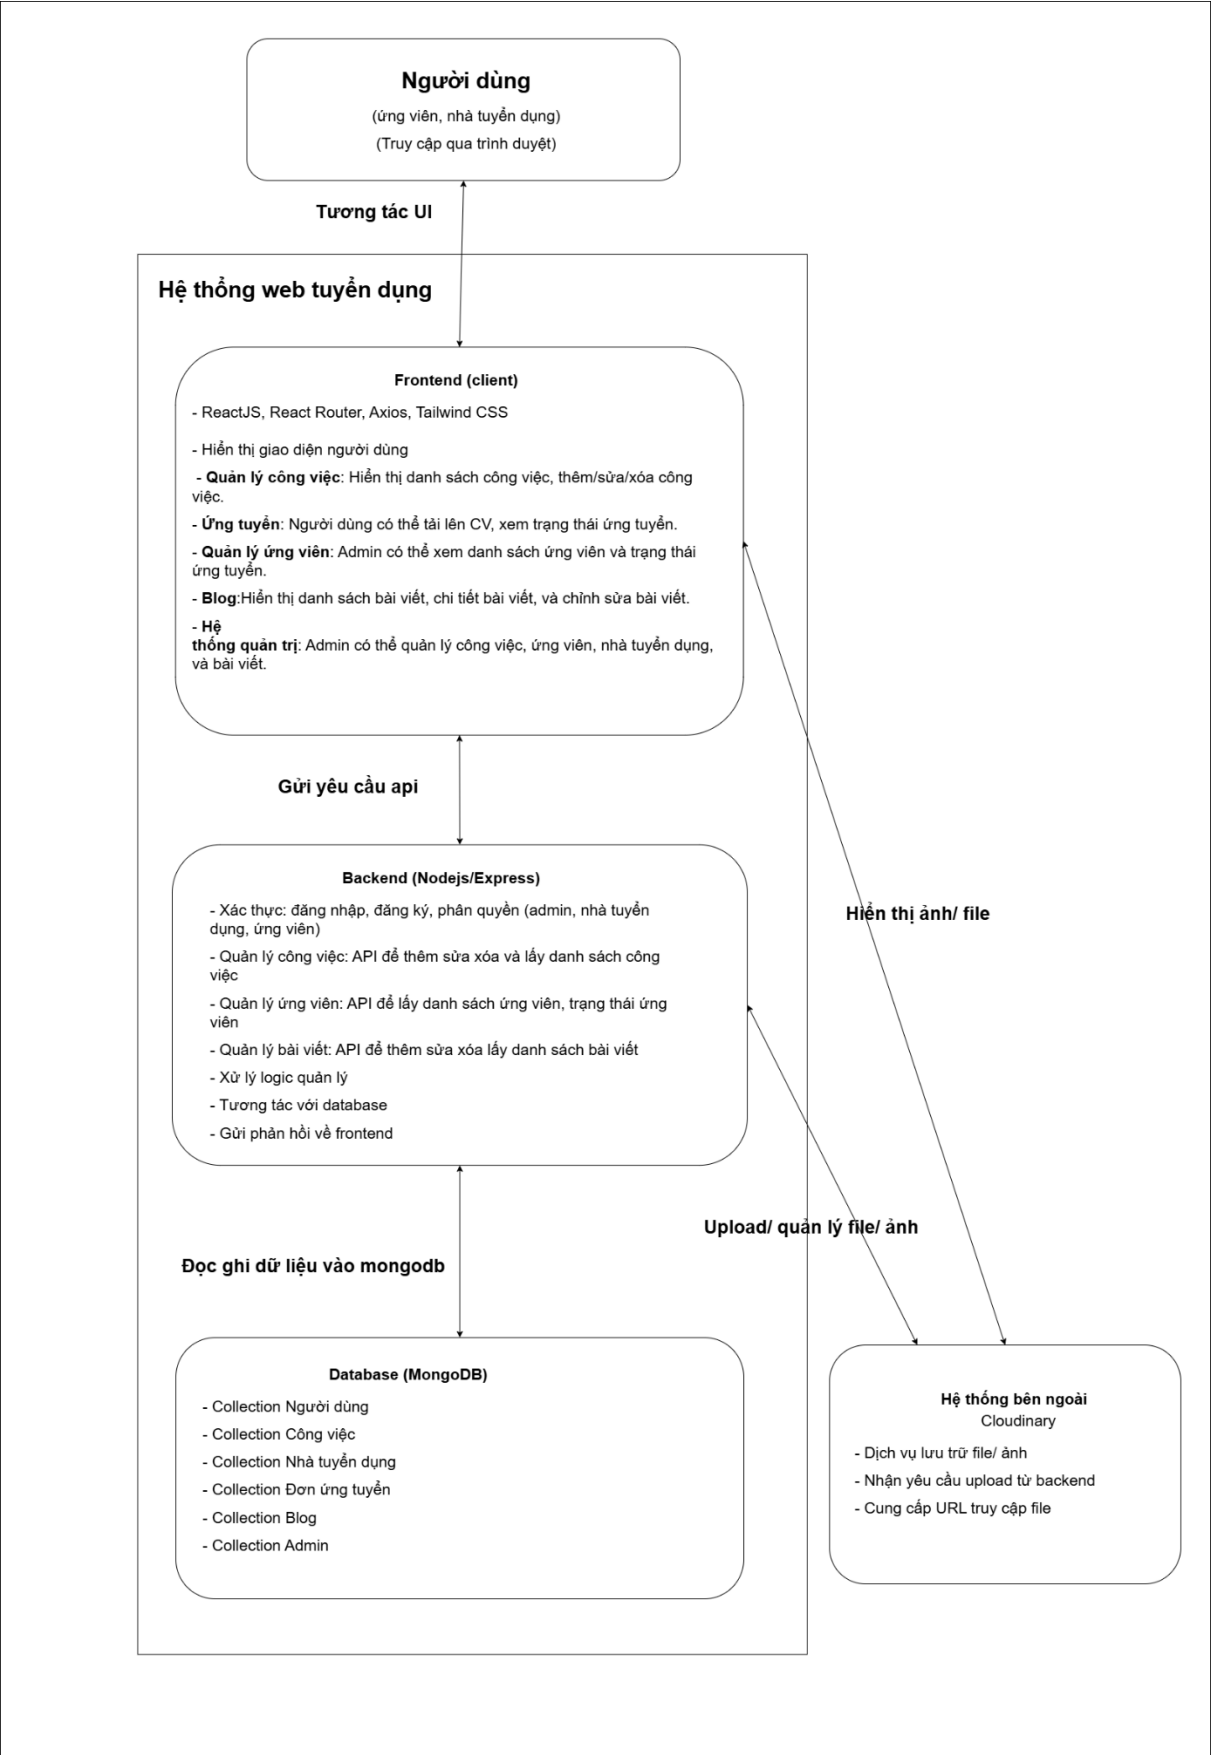 Người dùng
(ứng viên, nhà tuyển dụng)
(Truy cập qua trình duyệt)
Tương tác UI
Hệ thổng web tuyển dụng
Frontend (client)
- ReactJS, React Router, Axios, Tailwind CSS
- Hiển thị giao diện người dùng
- Quản lý công việc: Hiển thị danh sách công việc, thêm/sửa/xóa công
việc.
- Ứng tuyển: Người dùng có thể tải lên CV, xem trạng thái ứng tuyển.
- Quản lý ứng viên: Admin có thể xem danh sách ứng viên và trạng thái
ứng tuyển.
- Blog:Hiển thị danh sách bài viết, chi tiết bài viết, và chỉnh sửa bài viết.
- Hệ
thống quản trị: Admin có thể quản lý công việc, ứng viên, nhà tuyển dụng,
và bài viết.
Gửi yêu cầu api
Backend (Nodejs/Express)
- Xác thực: đăng nhập, đăng ký, phân quyền (admin, nhà tuyển
dụng, ứng viên)
- Quản lý công việc: API để thêm sửa xóa và lấy danh sách công
việc
- Quản lý ứng viên: API để lấy danh sách ứng viên, trạng thái ứng
viên
- Quản lý bài viết: API để thêm sửa xóa lấy danh sách bài viết
- Xử lý logic quản lý
- Tương tác với database
- Gửi phản hồi về frontend
Hiển thị ảnh/ file
Upload/ quản lý file/ ảnh
Đọc ghi dữ liệu vào mongodb
Database (MongoDB)
- Collection Người dùng
- Collection Công việc
- Collection Nhà tuyển dụng
- Collection Đơn ứng tuyển
- Collection Blog
- Collection Admin
Hệ thống bên ngoài
Cloudinary
- Dịch vụ lưu trữ file/ ảnh
- Nhận yêu cầu upload từ backend
- Cung cấp URL truy cập file